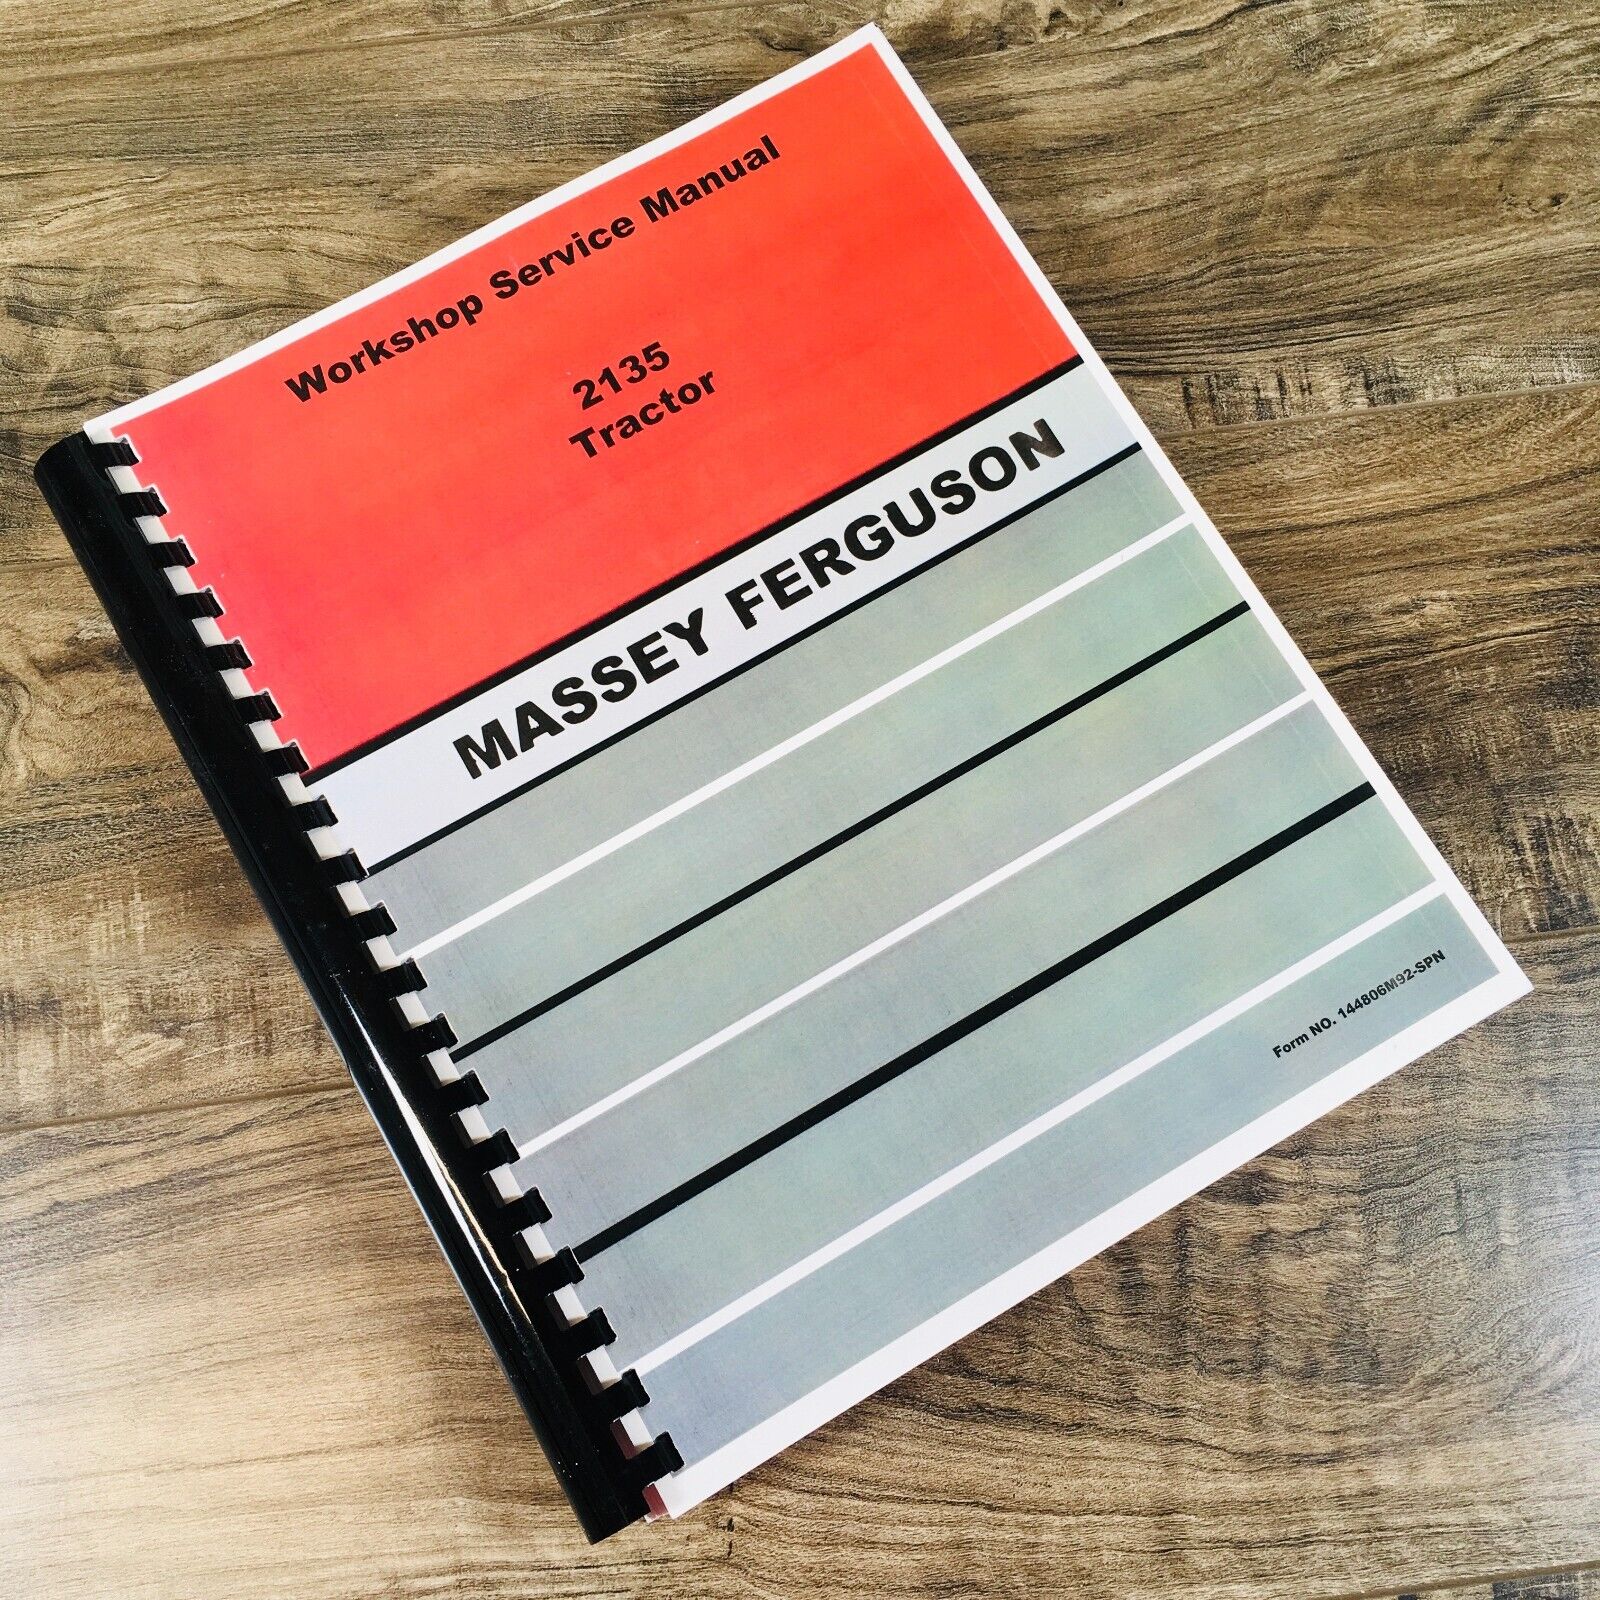 Workshop Service Manual
2135
Tractor
MASSEY FERGUSON
Form NO. 144806M92-SPN